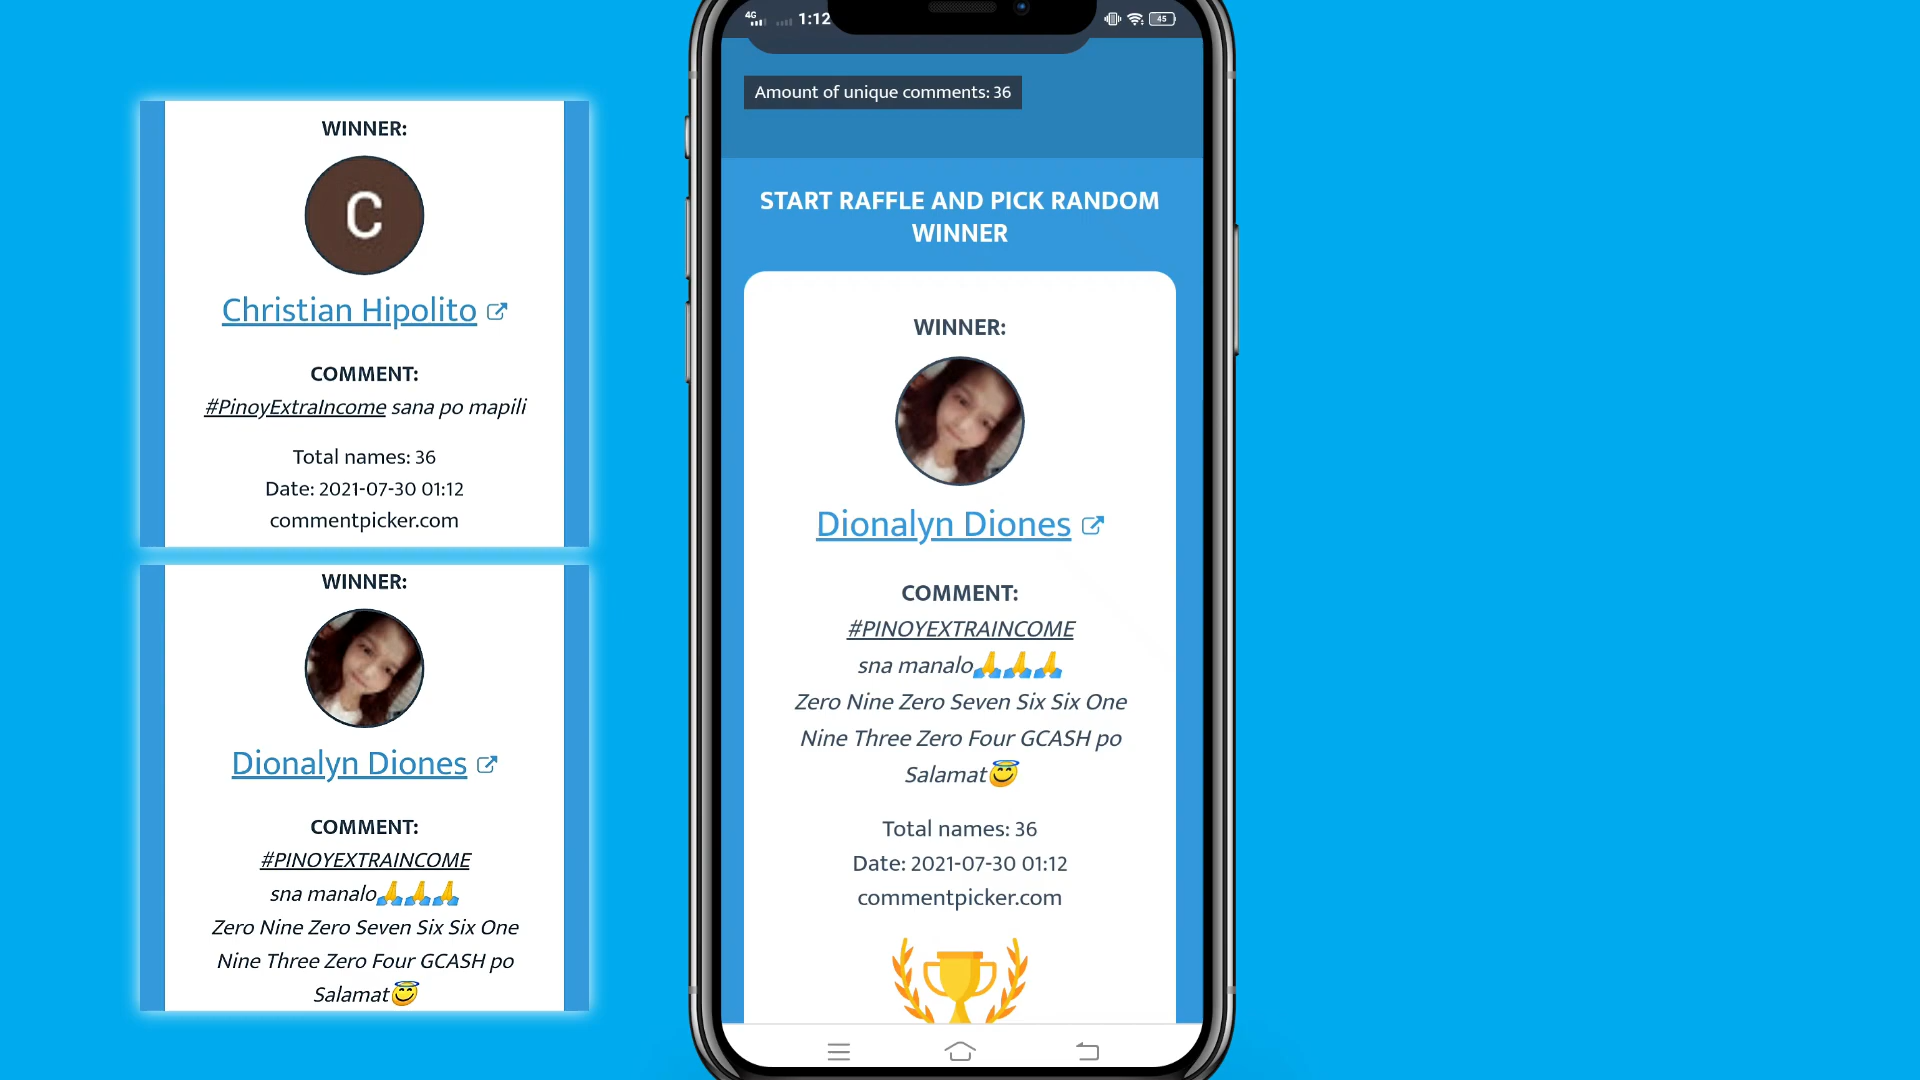 WINNER:
C
Christian Hipolito
COMMENT:
#PinoyExtraIncome sana po mapili
Total names: 36
Date: 2021-07-30 01:12
commentpicker.com
WINNER:
Dionalyn Diones
COMMENT:
#PINOYEXTRAINCOME
sna manalo🙏🙏🙏
Zero Nine Zero Seven Six Six One
Nine Three Zero Four GCASH po
Salamat😇
4G 1:12 45
Amount of unique comments: 36
START RAFFLE AND PICK RANDOM
WINNER
WINNER:
Dionalyn Diones
COMMENT:
#PINOYEXTRAINCOME
sna manalo🙏🙏🙏
Zero Nine Zero Seven Six Six One
Nine Three Zero Four GCASH po
Salamat😇
Total names: 36
Date: 2021-07-30 01:12
commentpicker.com